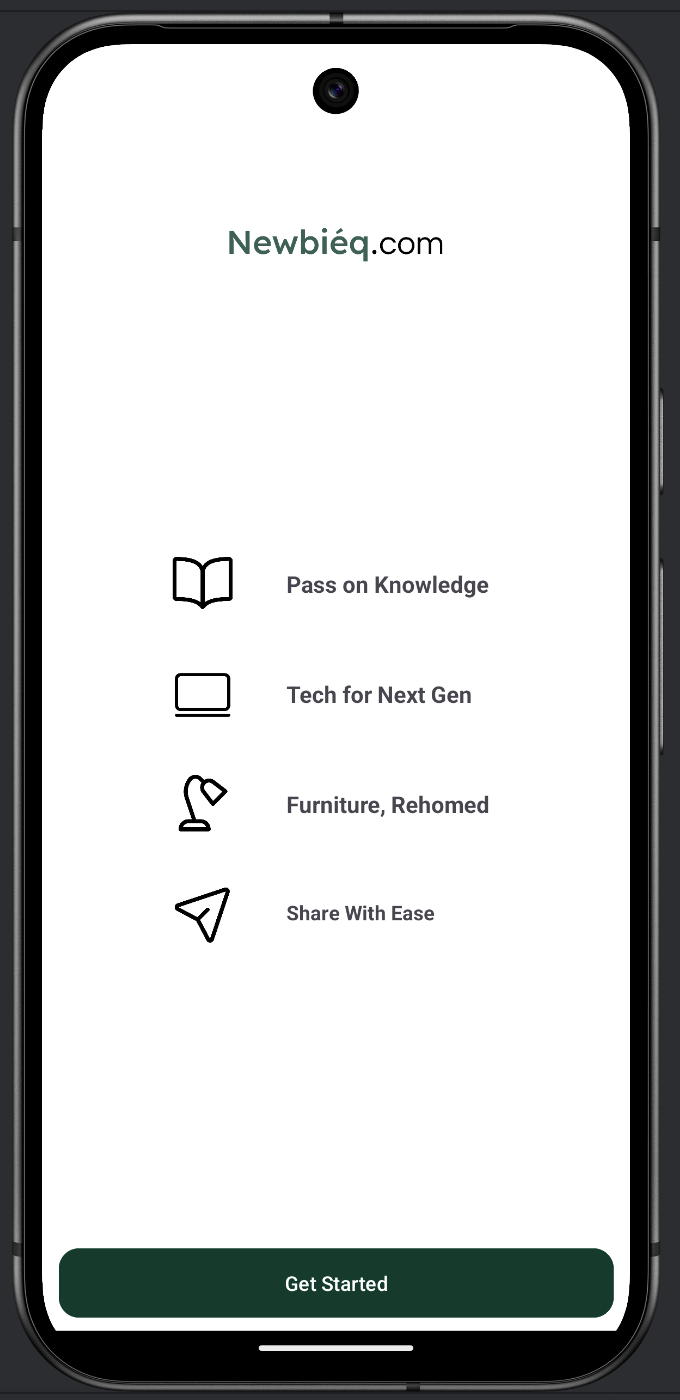 Newbiéq.com
Pass on Knowledge
Tech for Next Gen
Furniture, Rehomed
Share With Ease
Get Started